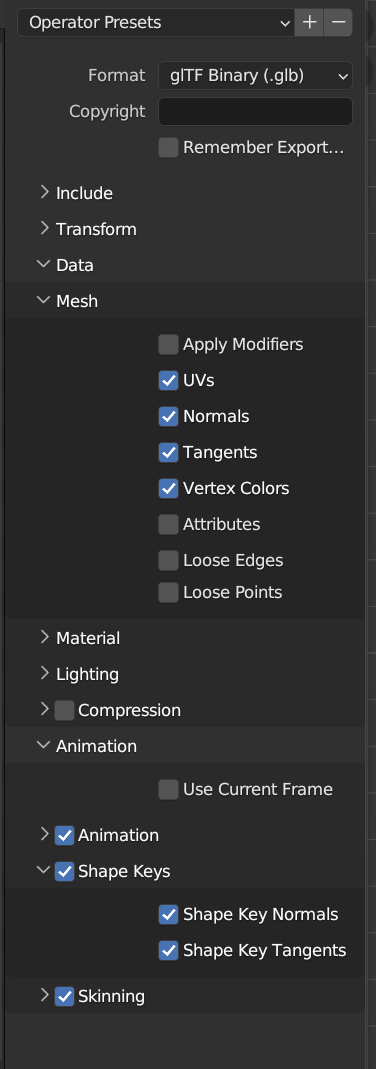 Operator Presets
Format glTF Binary (.glb)
Copyright
Remember Export...
Include
Transform
Data
Mesh
Apply Modifiers
UVs
Normals
Tangents
Vertex Colors
Attributes
Loose Edges
Loose Points
Material
Lighting
Compression
Animation
Use Current Frame
Animation
Shape Keys
Shape Key Normals
Shape Key Tangents
Skinning